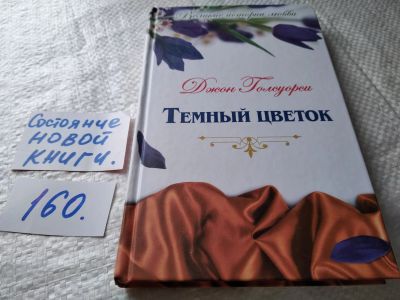 Великие истории любви
Джон Голсуорси
ТЕМНЫЙ ЦВЕТОК
Состояние
НОВОЙ
КНИГИ.
160.